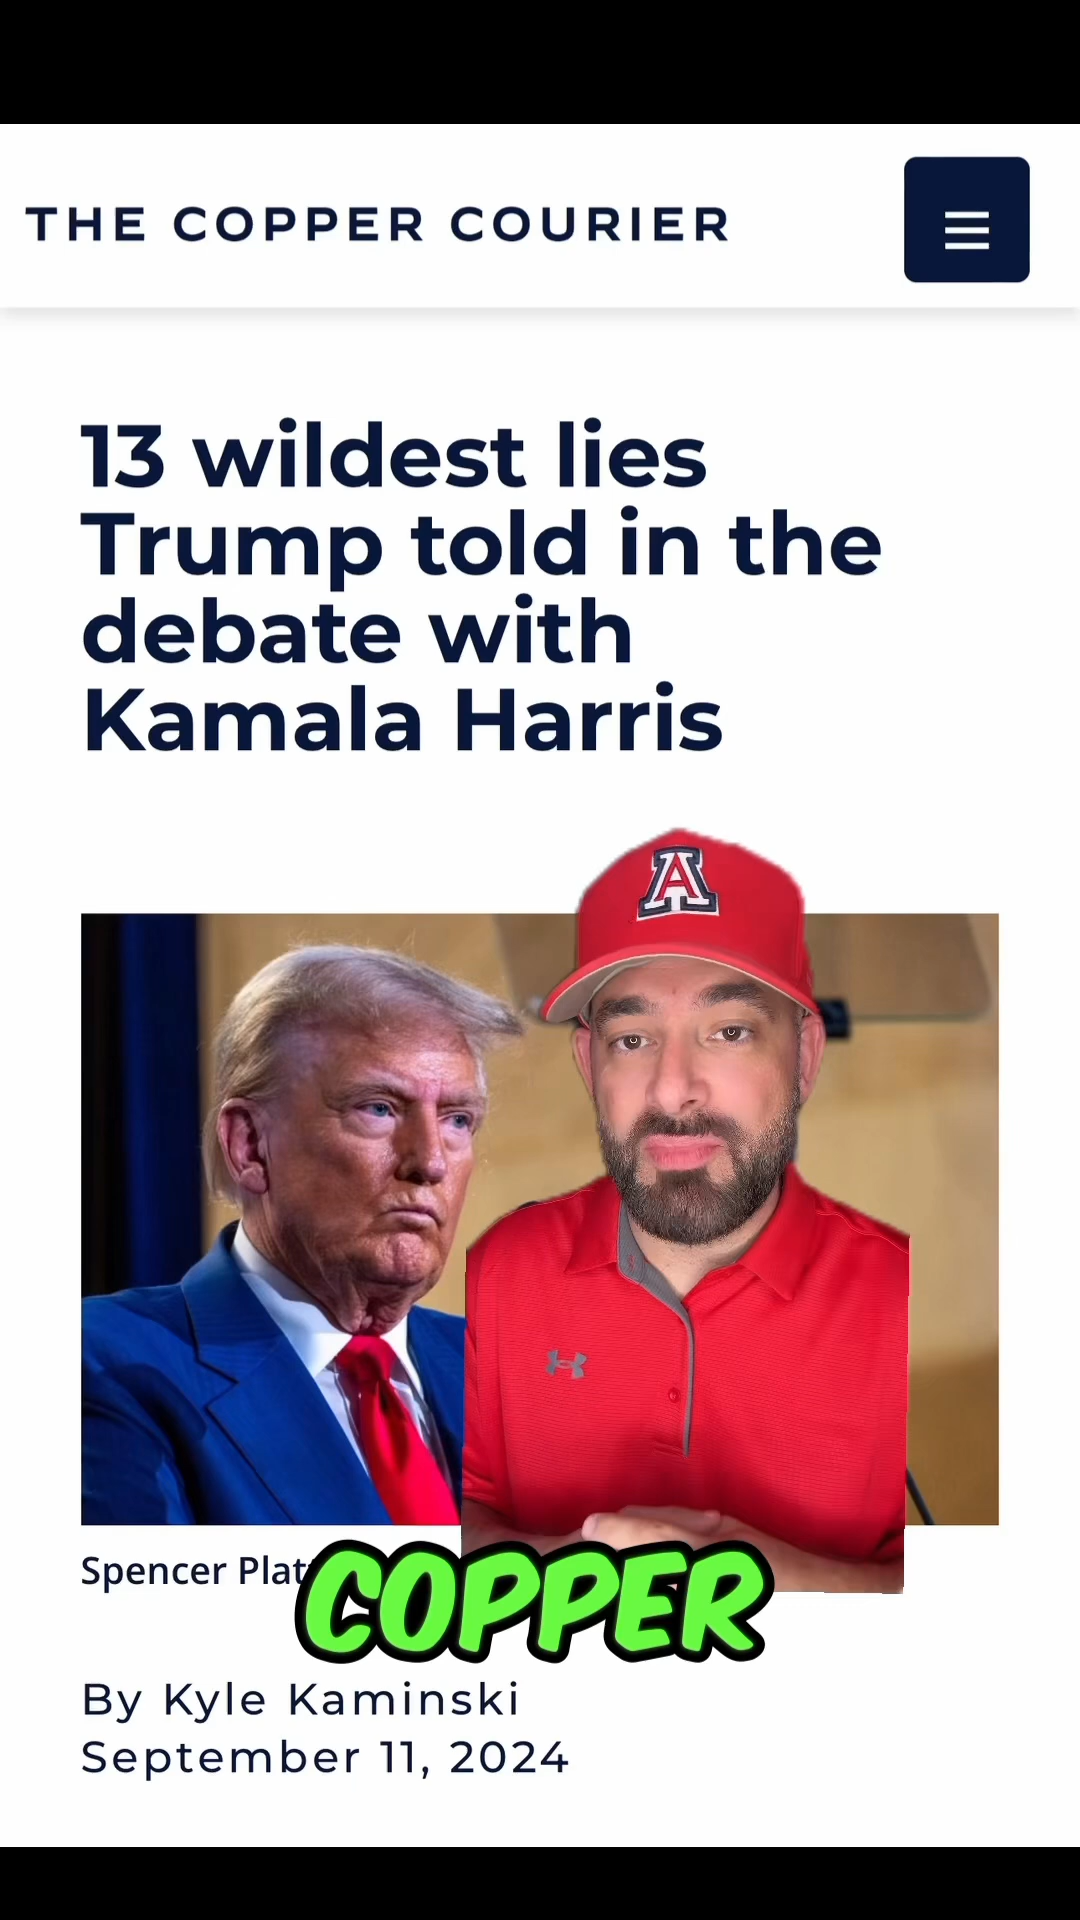 THE COPPER COURIER
13 wildest lies
Trump told in the
debate with
Kamala Harris
A
Spencer
COPPER
By Kyle Kaminski
September 11, 2024